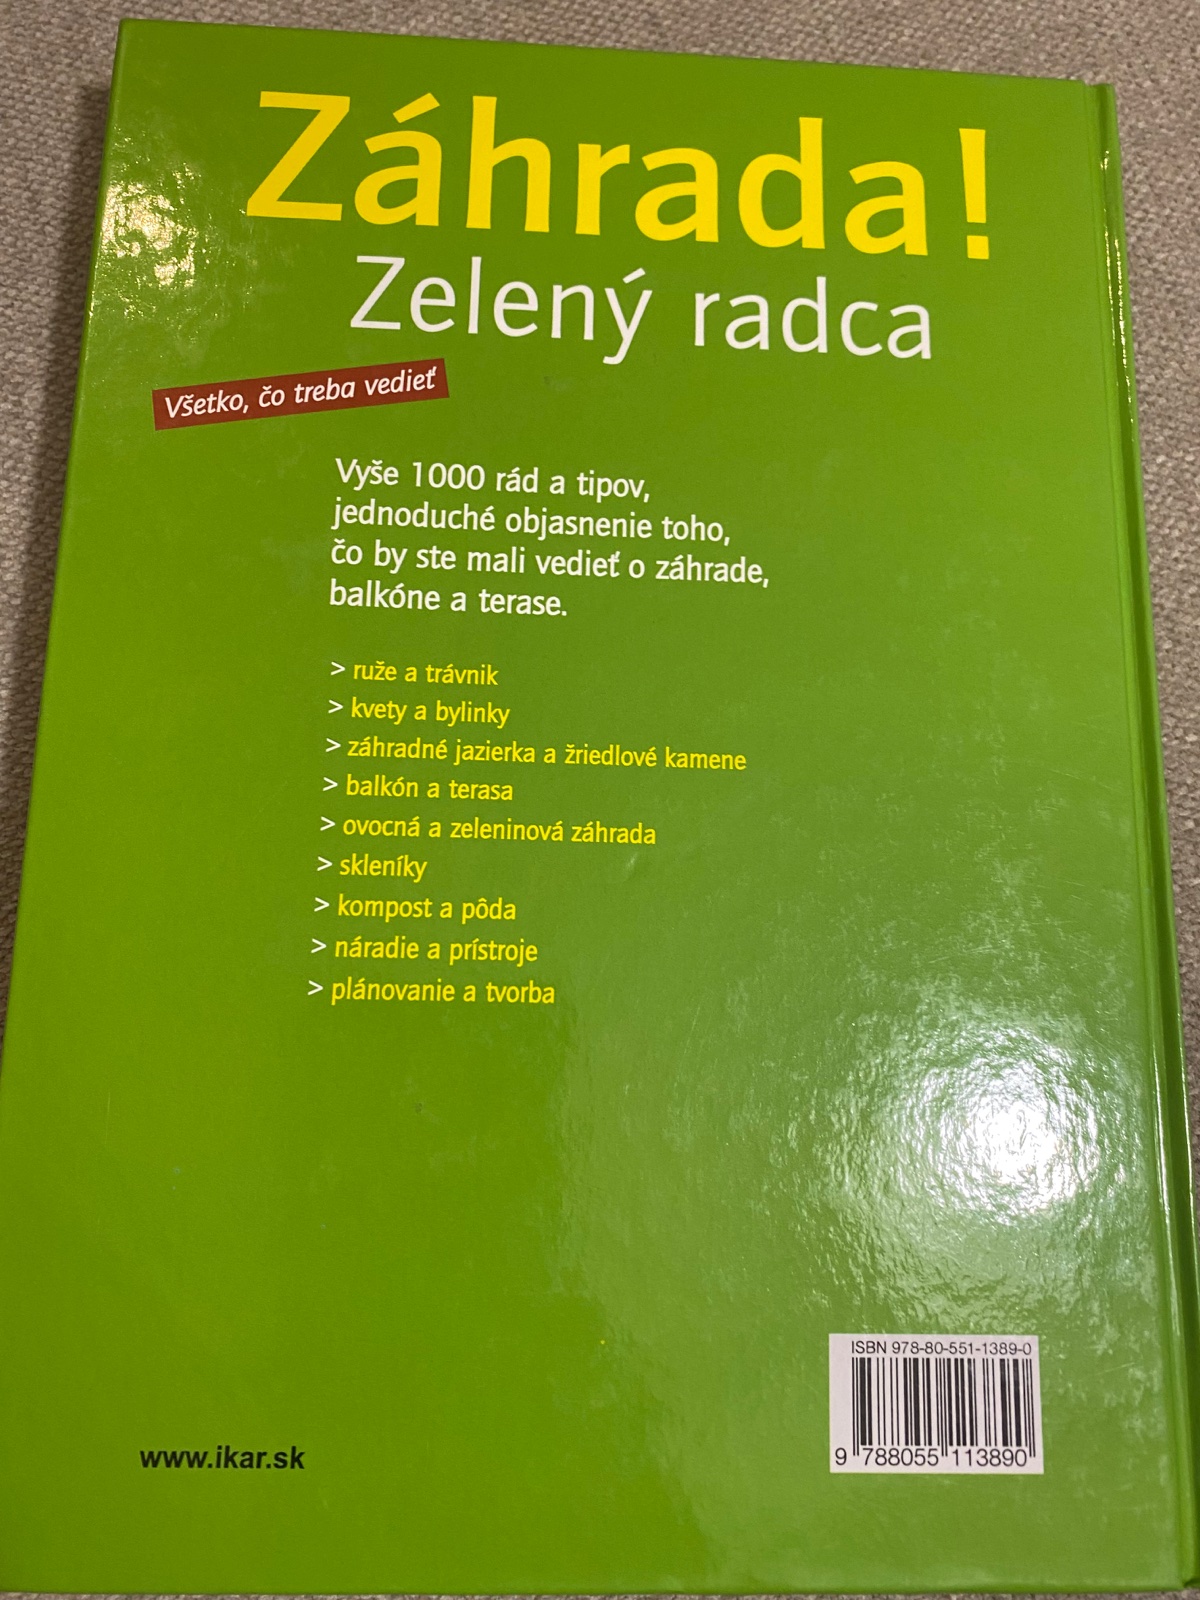 Záhrada!
Zelený radca
Všetko, čo treba vedieť
Vyše 1000 rád a tipov,
jednoduché objasnenie toho,
čo by ste mali vedieť o záhrade,
balkóne a terase.
> ruže a trávnik
> kvety a bylinky
> záhradné jazierka a žriedlové kamene
> balkón a terasa
> ovocná a zeleninová záhrada
> skleníky
> kompost a pôda
> náradie a prístroje
> plánovanie a tvorba
ISBN 978-80-551-1389-0
9 788055 113890
www.ikar.sk